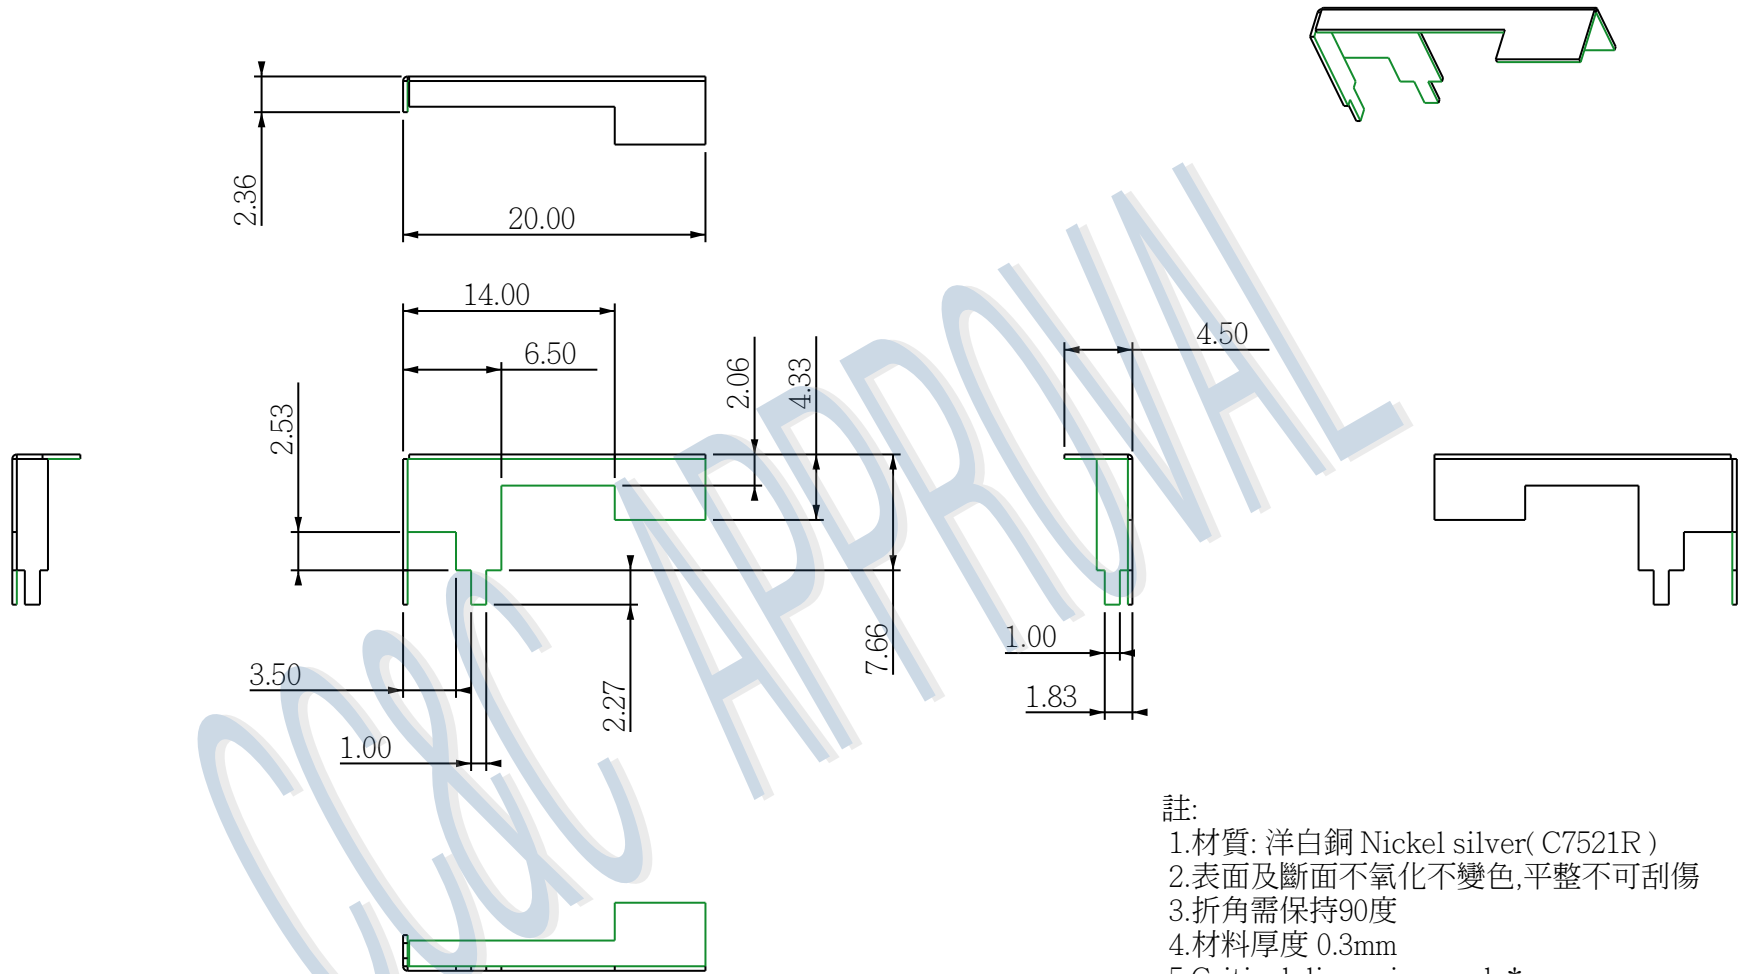 2.36
20.00
14.00
6.50
2.53
2.06
4.33
4.50
3.50
1.00
2.27
7.66
1.00
1.83
CC&C APPROVAL
註:
1.材質: 洋白銅 Nickel silver( C7521R )
2.表面及斷面不氧化不變色,平整不可刮傷
3.折角需保持90度
4.材料厚度 0.3mm